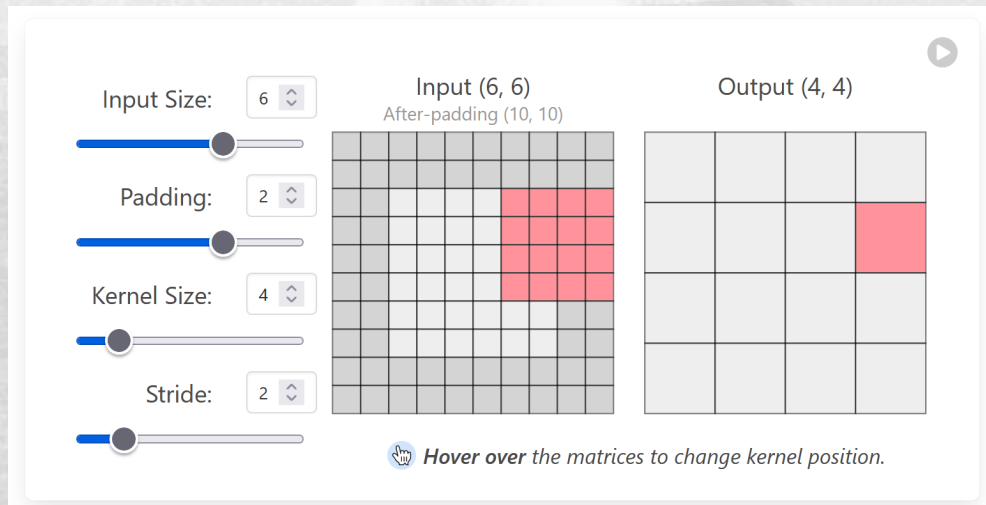 Input Size:
6
Padding:
2
Kernel Size:
4
Stride:
2
Input (6, 6)
After-padding (10, 10)
Output (4, 4)
Hover over the matrices to change kernel position.